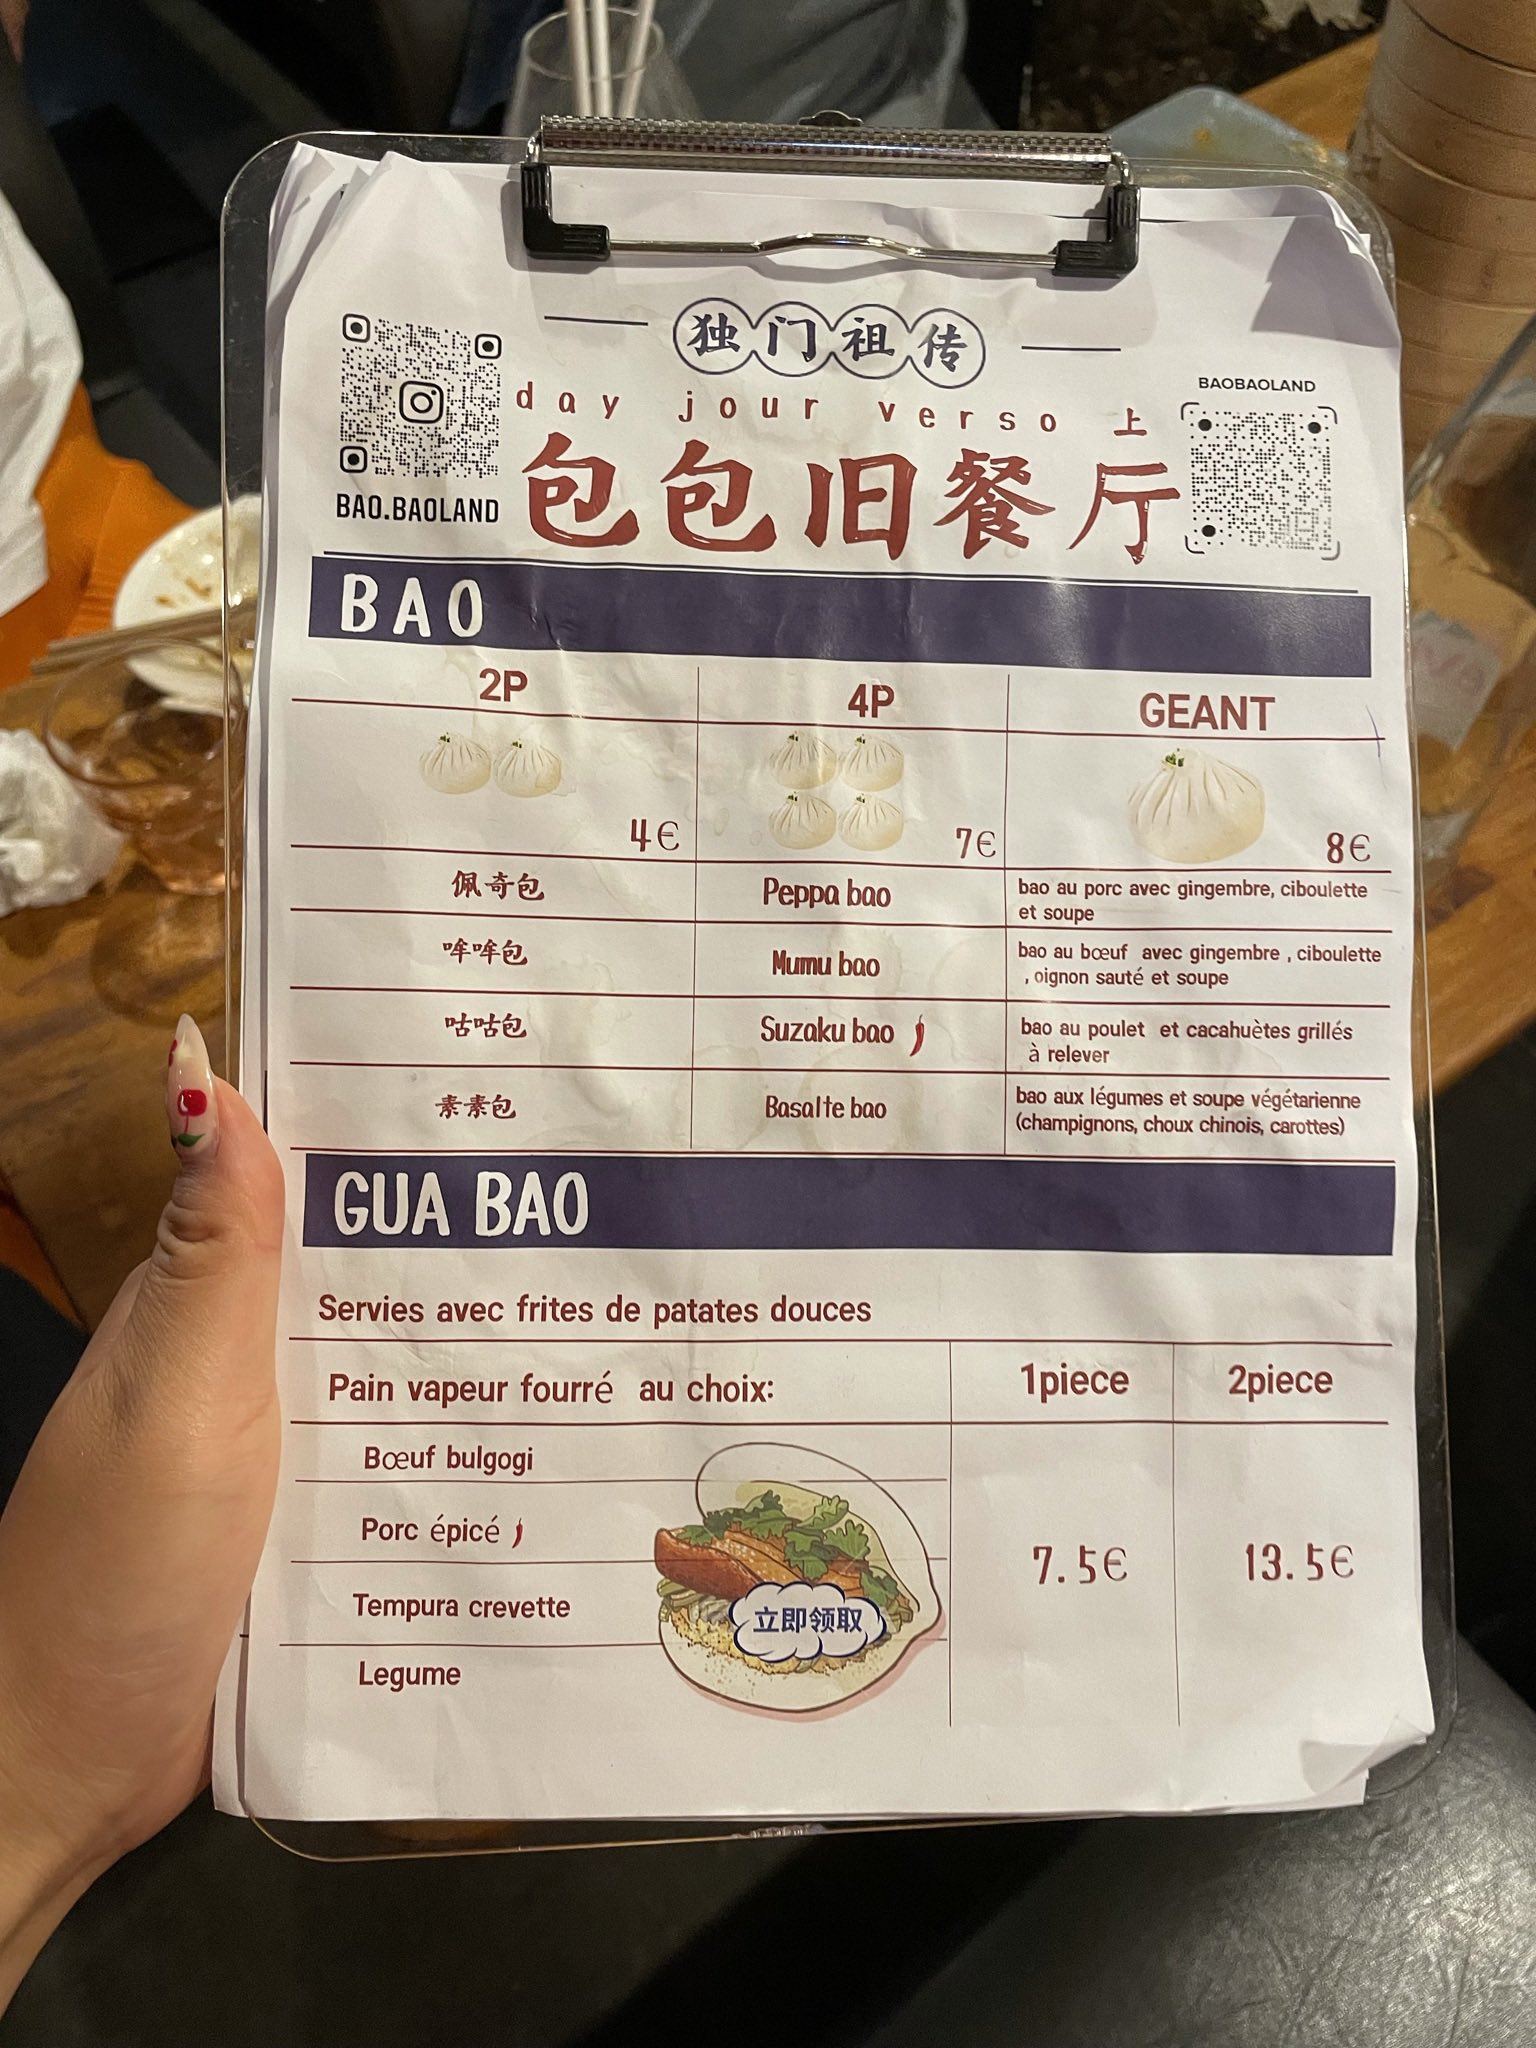 独门祖传
day jour verso 上
BAO.BAOLAND
BAOBAOLAND
包包旧餐厅
BAO
2P 4P GEANT
4€ 7€ 8€
佩奇包 Peppa bao bao au porc avec gingembre, ciboulette
et soupe
哞哞包 Mumu bao bao au bœuf avec gingembre , ciboulette
, oignon sauté et soupe
咕咕包 Suzaku bao bao au poulet et cacahuètes grillés
à relever
素素包 Basalte bao bao aux légumes et soupe végétarienne
(champignons, choux chinois, carottes)
GUA BAO
Servies avec frites de patates douces
Pain vapeur fourré au choix: 1piece 2piece
Bœuf bulgogi
Porc épicé
7.5€ 13.5€
Tempura crevette
立即领取
Legume